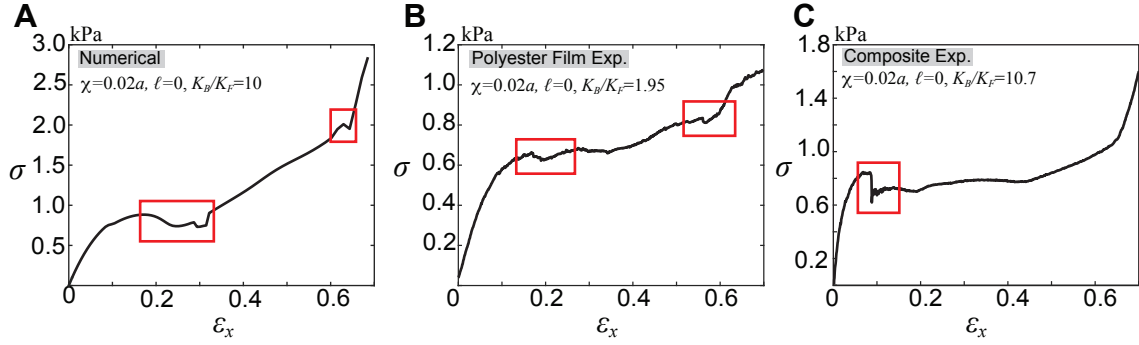 A
kPa
3.0
Numerical
χ=0.02a, ℓ=0, K_B/K_F=10
2.5
2.0
1.5
σ
1.0
0.5
0
0.2
0.4
0.6
ε_x
B
kPa
1.2
Polyester Film Exp.
χ=0.02a, ℓ=0, K_B/K_F=1.95
1.0
0.8
0.6
σ
0.4
0.2
0
0.2
0.4
0.6
ε_x
C
kPa
1.8
Composite Exp.
χ=0.02a, ℓ=0, K_B/K_F=10.7
1.4
1.0
σ
0.6
0.2
0
0.2
0.4
0.6
ε_x